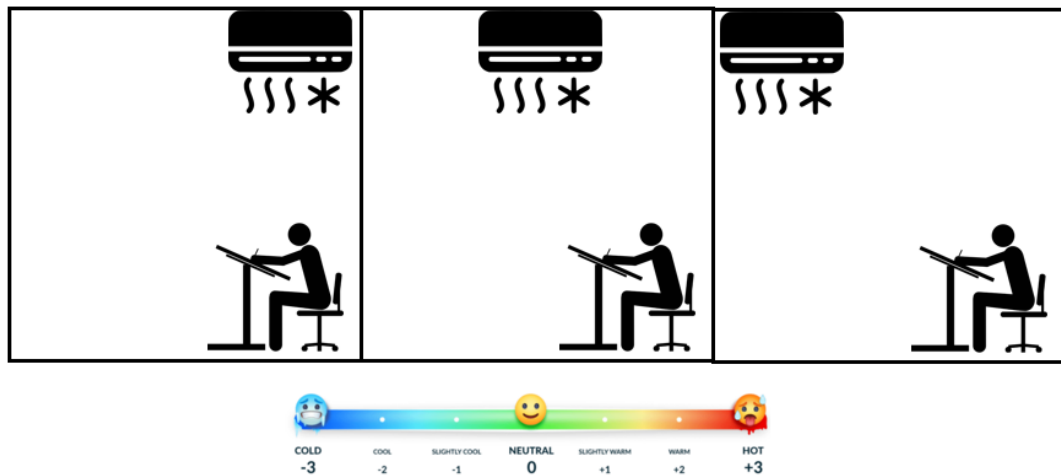 COLD COOL SLIGHTLY COOL NEUTRAL SLIGHTLY WARM WARM HOT
-3 -2 -1 0 +1 +2 +3